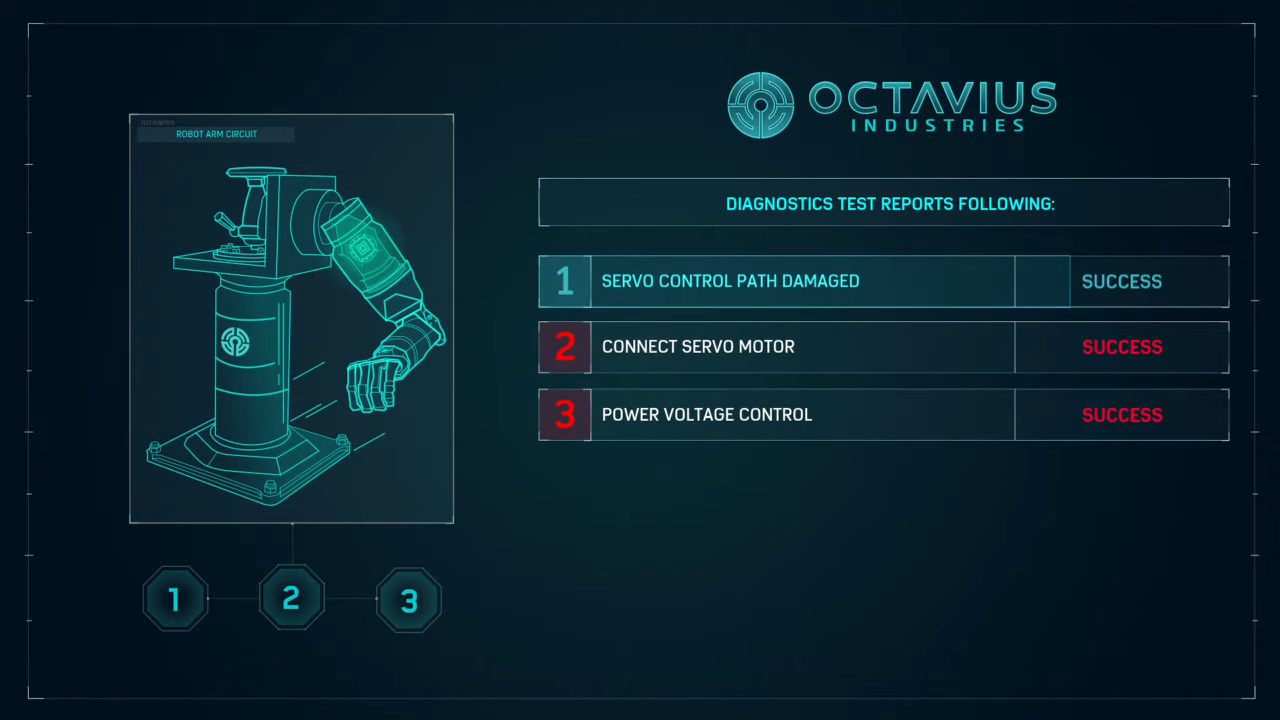 TEST ROBOTICS
ROBOT ARM CIRCUIT
OCTAVIUS
INDUSTRIES
DIAGNOSTICS TEST REPORTS FOLLOWING:
1 SERVO CONTROL PATH DAMAGED SUCCESS
2 CONNECT SERVO MOTOR SUCCESS
3 POWER VOLTAGE CONTROL SUCCESS
1 2 3